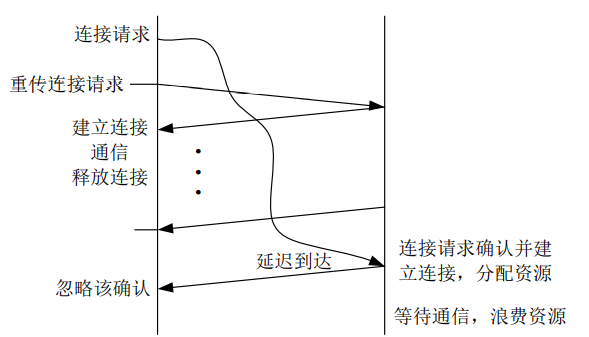 连接请求
重传连接请求
建立连接
通信
释放连接
延迟到达
连接请求确认并建
立连接，分配资源
忽略该确认
等待通信，浪费资源